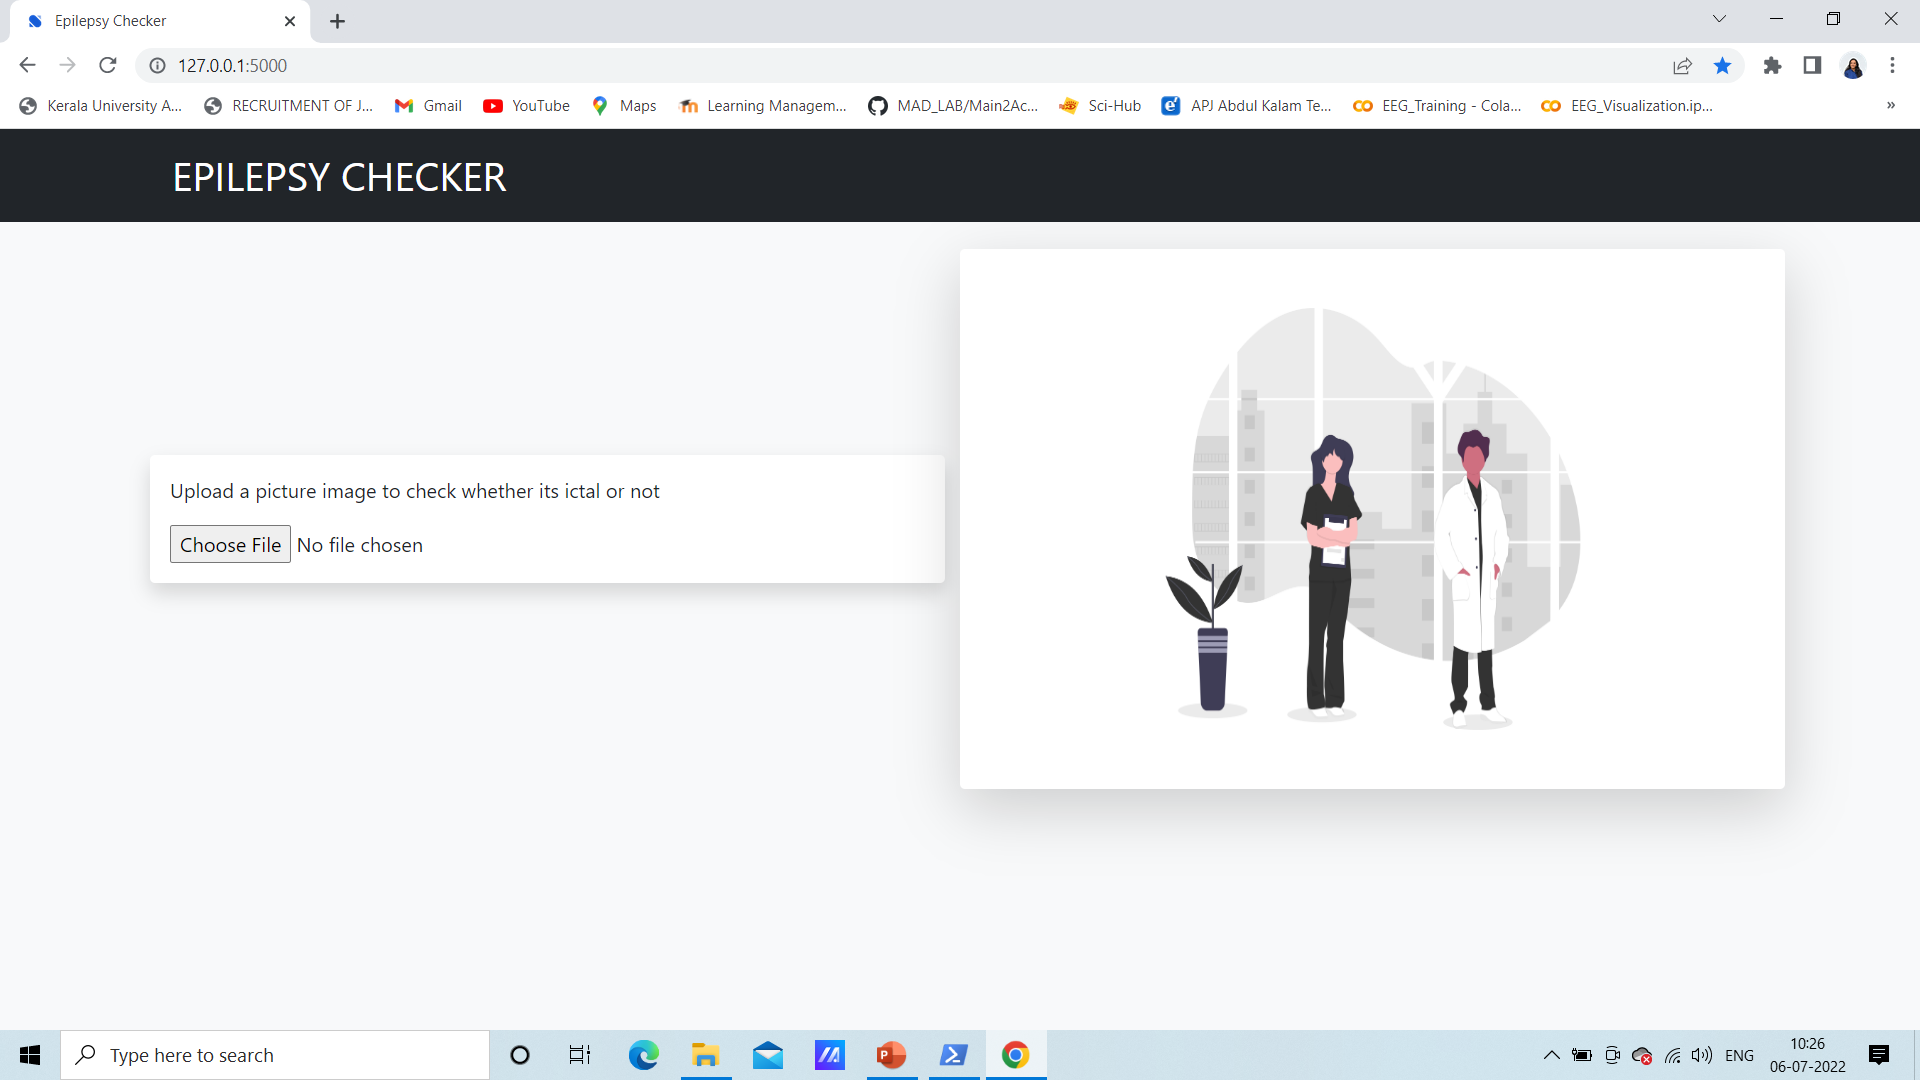 Epilepsy Checker
127.0.0.1:5000
Kerala University A...
RECRUITMENT OF J...
Gmail
YouTube
Maps
Learning Managem...
MAD_LAB/Main2Ac...
Sci-Hub
APJ Abdul Kalam Te...
EEG_Training - Cola...
EEG_Visualization.ip...
»
EPILEPSY CHECKER
Upload a picture image to check whether its ictal or not
Choose File No file chosen
Type here to search
ENG
10:26
06-07-2022